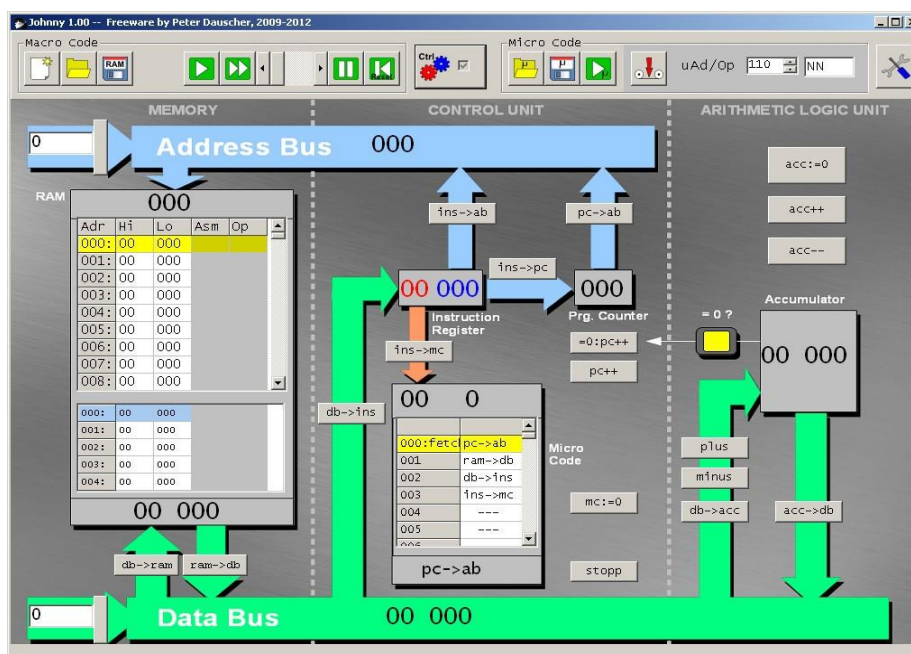 Johnny 1.00 -- Freeware by Peter Dauscher, 2009-2012
Macro Code
Micro Code
RAM
Reset
Ctrl
µ
µ
µ
uAd/Op 110 NN
MEMORY
CONTROL UNIT
ARITHMETIC LOGIC UNIT
0
Address Bus 000
acc:=0
acc++
acc--
RAM
000
Adr Hi Lo Asm Op
000: 00 000
001: 00 000
002: 00 000
003: 00 000
004: 00 000
005: 00 000
006: 00 000
007: 00 000
008: 00 000
000: 00 000
001: 00 000
002: 00 000
003: 00 000
004: 00 000
00 000
db->ram
ram->db
ins->ab
pc->ab
ins->pc
00 000
Instruction
Register
000
Prg. Counter
ins->mc
=0:pc++
pc++
db->ins
00 0
000:fetch pc->ab
001 ram->db
002 db->ins
003 ins->mc
004 ---
005 ---
006
pc->ab
Micro
Code
mc:=0
stopp
= 0 ?
Accumulator
00 000
plus
minus
db->acc
acc->db
0
Data Bus 00 000